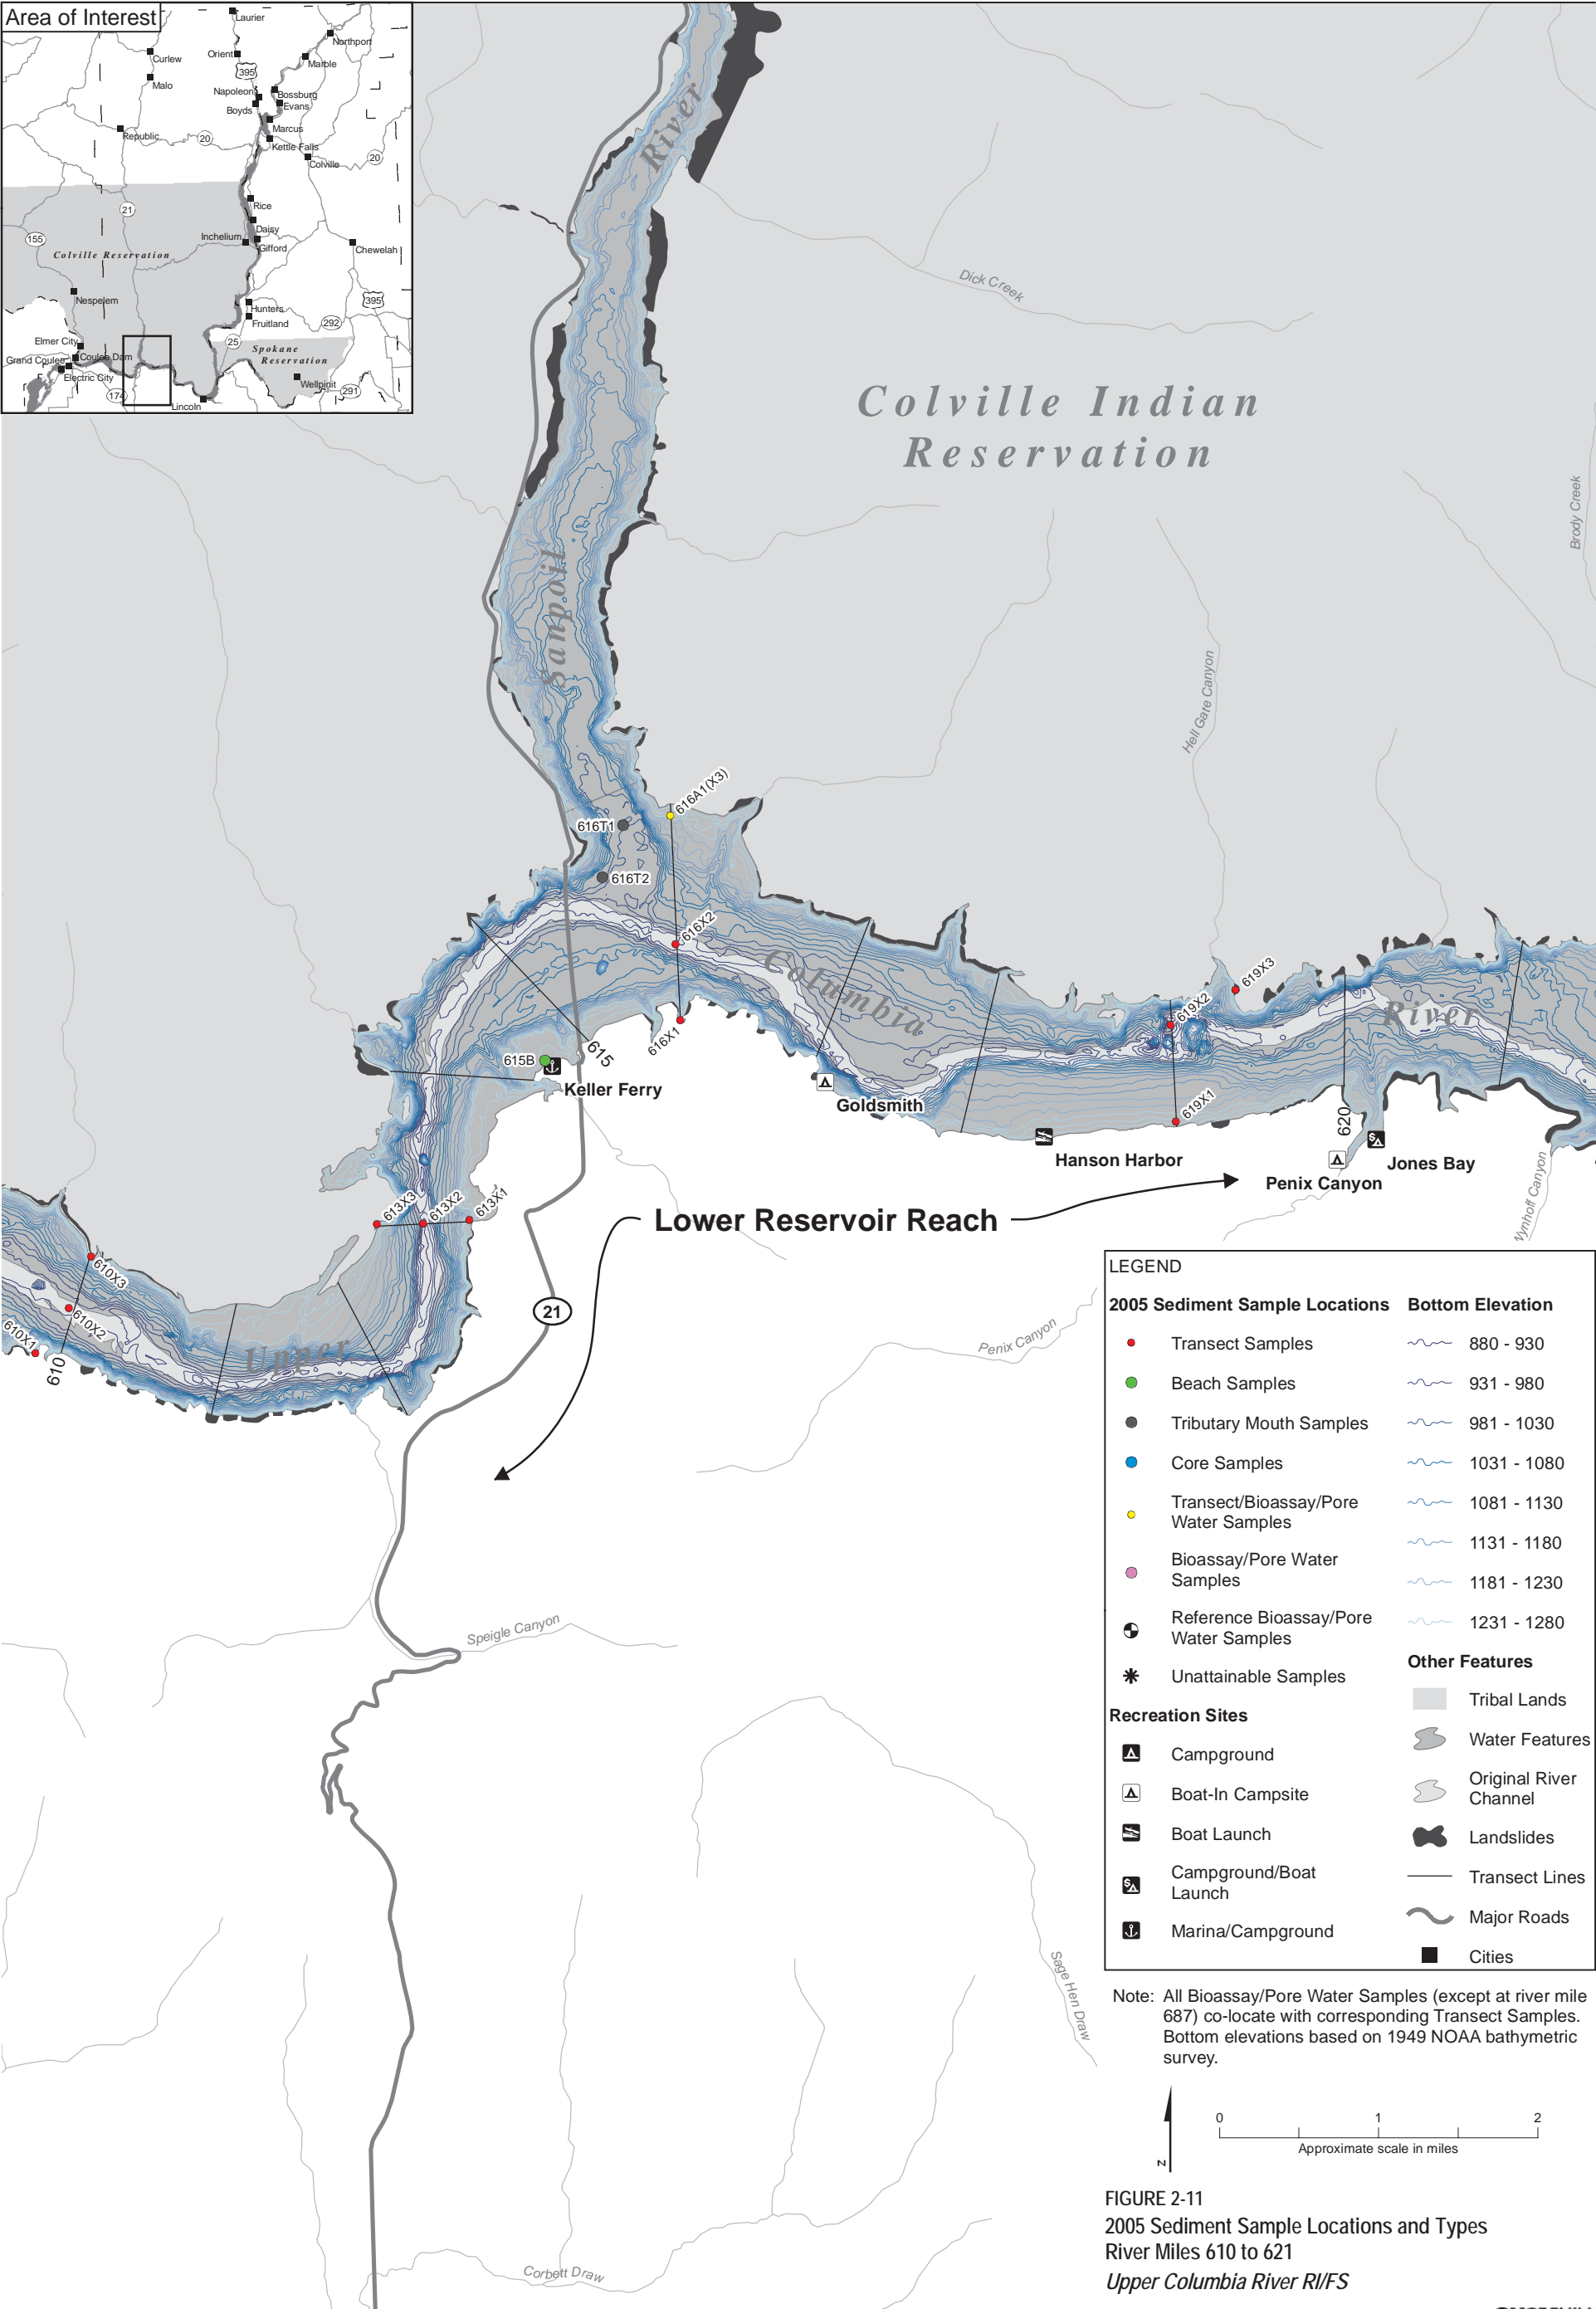 Area of Interest
Laurier
Northport
Curlew
Orient
Marble
395
Malo
Napoleon
Bossburg
Boyds
Evans
Marcus
Republic
20
Kettle Falls
Colville
20
Rice
21
Daisy
155
Inchelium
Gifford
Chewelah
Colville Reservation
Nespelem
395
Hunters
Fruitland
292
Elmer City
25
Spokane
Reservation
Grand Coulee
Coulee Dam
Electric City
Wellpinit
174
291
Lincoln
River
Dick Creek
Colville Indian
Reservation
Brody Creek
Sanpoil
Hell Gate Canyon
616A1(X3)
616T1
616T2
616X2
Columbia
619X3
619X2
River
616X1
615
615B
Keller Ferry
Goldsmith
619X1
620
Hanson Harbor
Jones Bay
Penix Canyon
Wynhoff Canyon
613X3
613X2
613X1
Lower Reservoir Reach
610X3
610X2
610X1
610
21
Upper
Penix Canyon
Speigle Canyon
Sage Hen Draw
Corbett Draw
LEGEND
2005 Sediment Sample Locations
Transect Samples
Beach Samples
Tributary Mouth Samples
Core Samples
Transect/Bioassay/Pore
Water Samples
Bioassay/Pore Water
Samples
Reference Bioassay/Pore
Water Samples
Unattainable Samples
Recreation Sites
Campground
Boat-In Campsite
Boat Launch
Campground/Boat
Launch
Marina/Campground
Bottom Elevation
880 - 930
931 - 980
981 - 1030
1031 - 1080
1081 - 1130
1131 - 1180
1181 - 1230
1231 - 1280
Other Features
Tribal Lands
Water Features
Original River
Channel
Landslides
Transect Lines
Major Roads
Cities
Note: All Bioassay/Pore Water Samples (except at river mile
687) co-locate with corresponding Transect Samples.
Bottom elevations based on 1949 NOAA bathymetric
survey.
N
0 1 2
Approximate scale in miles
FIGURE 2-11
2005 Sediment Sample Locations and Types
River Miles 610 to 621
Upper Columbia River RI/FS